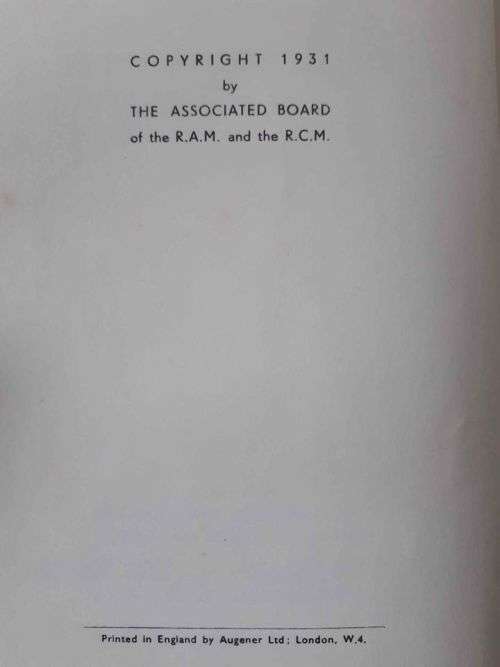 COPYRIGHT 1931
by
THE ASSOCIATED BOARD
of the R.A.M. and the R.C.M.
Printed in England by Augener Ltd; London, W.4.